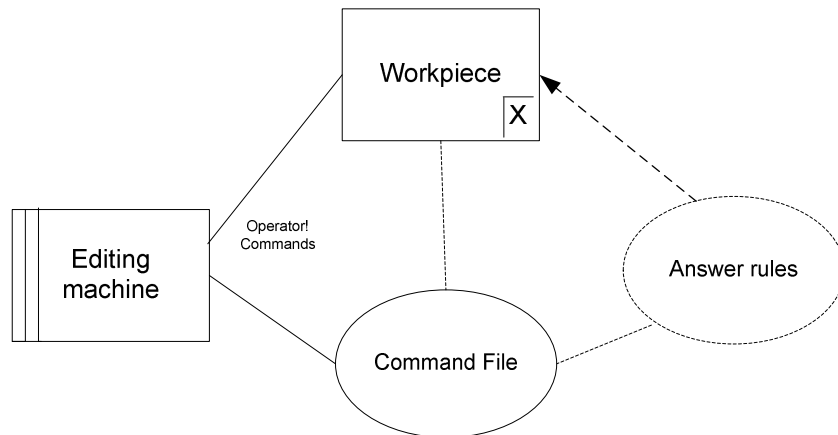 Workpiece
X
Operator!
Commands
Editing
machine
Answer rules
Command File